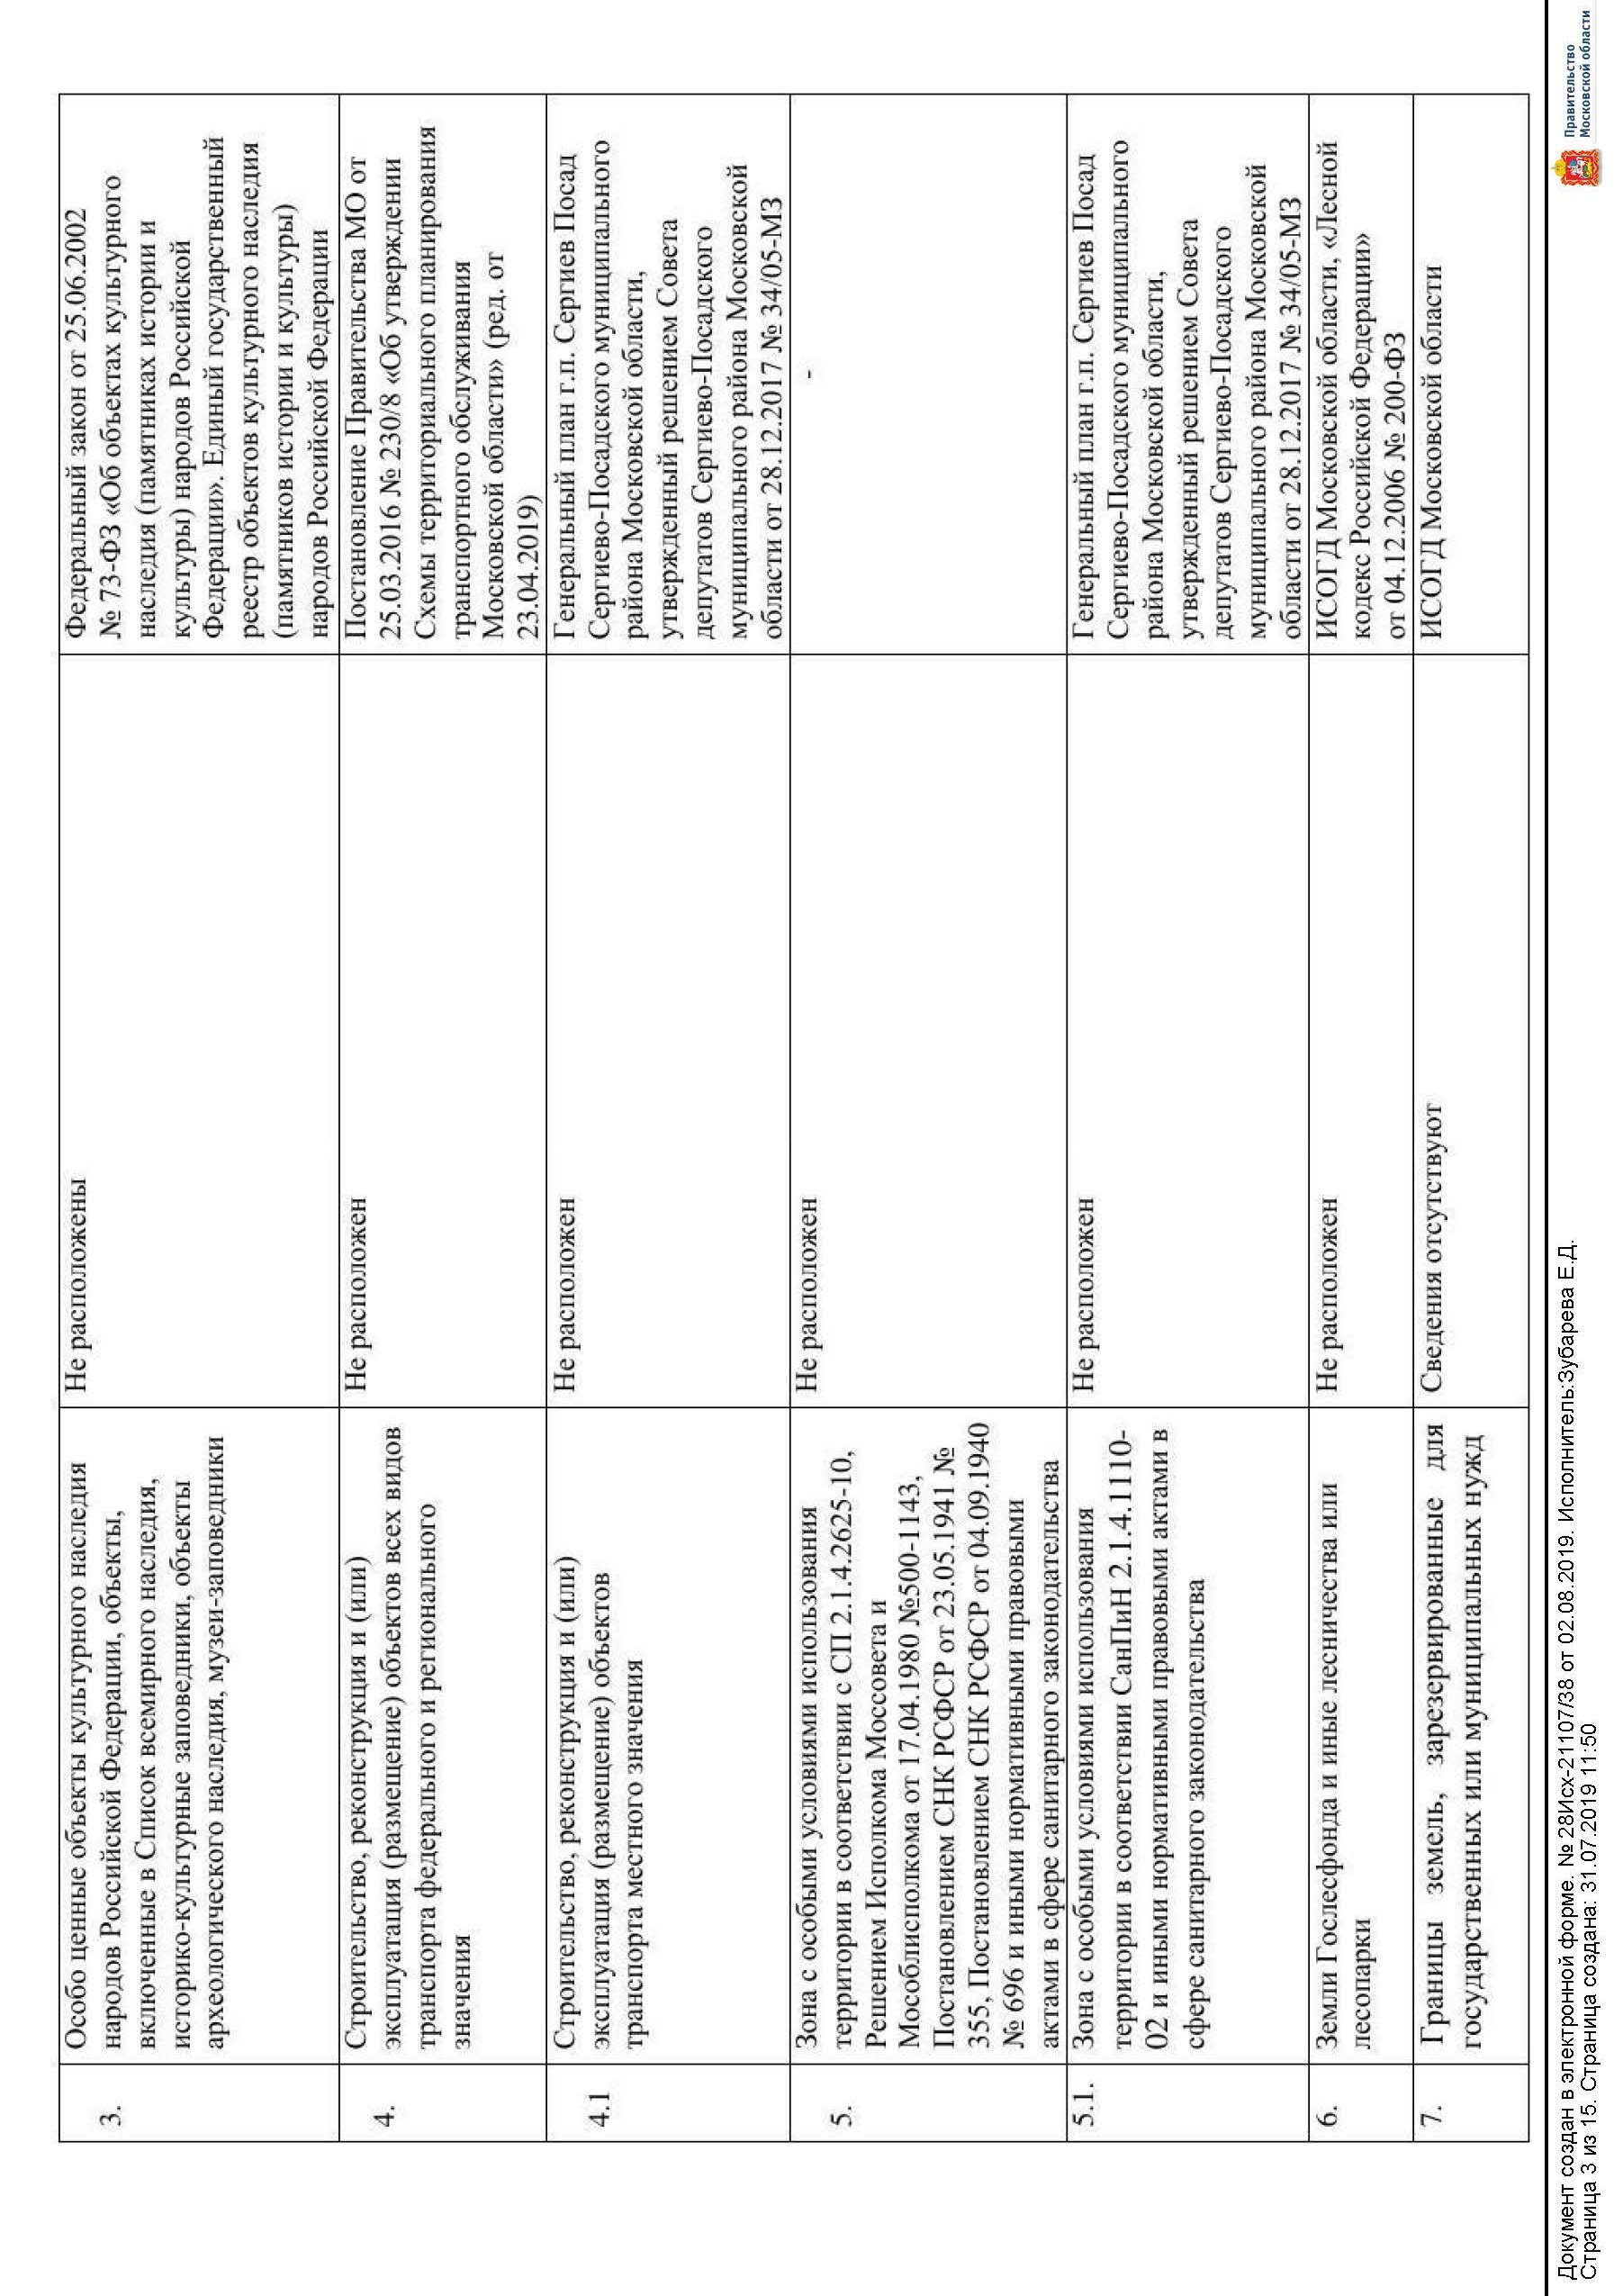 3.
Особо ценные объекты культурного наследия
народов Российской Федерации, объекты,
включенные в Список всемирного наследия,
историко-культурные заповедники, объекты
археологического наследия, музеи-заповедники
Не расположены
Федеральный закон от 25.06.2002
№ 73-ФЗ «Об объектах культурного
наследия (памятниках истории и
культуры) народов Российской
Федерации». Единый государственный
реестр объектов культурного наследия
(памятников истории и культуры)
народов Российской Федерации
4.
Строительство, реконструкция и (или)
эксплуатация (размещение) объектов всех видов
транспорта федерального и регионального
значения
Не расположен
Постановление Правительства МО от
25.03.2016 № 230/8 «Об утверждении
Схемы территориального планирования
транспортного обслуживания
Московской области» (ред. от
23.04.2019)
4.1
Строительство, реконструкция и (или)
эксплуатация (размещение) объектов
транспорта местного значения
Не расположен
Генеральный план г.п. Сергиев Посад
Сергиево-Посадского муниципального
района Московской области,
утвержденный решением Совета
депутатов Сергиево-Посадского
муниципального района Московской
области от 28.12.2017 № 34/05-МЗ
5.
Зона с особыми условиями использования
территории в соответствии с СП 2.1.4.2625-10,
Решением Исполкома Моссовета и
Мособлисполкома от 17.04.1980 №500-1143,
Постановлением СНК РСФСР от 23.05.1941 №
355, Постановлением СНК РСФСР от 04.09.1940
№ 696 и иными нормативными правовыми
актами в сфере санитарного законодательства
Не расположен
-
5.1.
Зона с особыми условиями использования
территории в соответствии СанПиН 2.1.4.1110-
02 и иными нормативными правовыми актами в
сфере санитарного законодательства
Не расположен
Генеральный план г.п. Сергиев Посад
Сергиево-Посадского муниципального
района Московской области,
утвержденный решением Совета
депутатов Сергиево-Посадского
муниципального района Московской
области от 28.12.2017 № 34/05-МЗ
6.
Земли Гослесфонда и иные лесничества или
лесопарки
Не расположен
ИСОГД Московской области, «Лесной
кодекс Российской Федерации»
от 04.12.2006 № 200-ФЗ
7.
Границы земель, зарезервированные для
государственных или муниципальных нужд
Сведения отсутствуют
ИСОГД Московской области
Документ создан в электронной форме. № 28Исх-21107/38 от 02.08.2019. Исполнитель:Зубарева Е.Д.
Страница 3 из 15. Страница создана: 31.07.2019 11:50
Правительство
Московской области